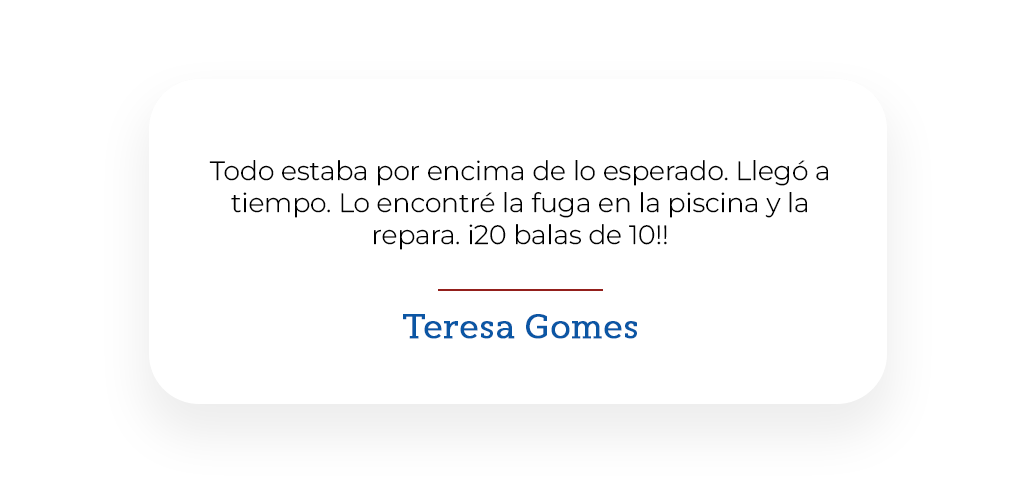 Todo estaba por encima de lo esperado. Llegó a
tiempo. Lo encontré la fuga en la piscina y la
repara. ¡20 balas de 10!!
Teresa Gomes